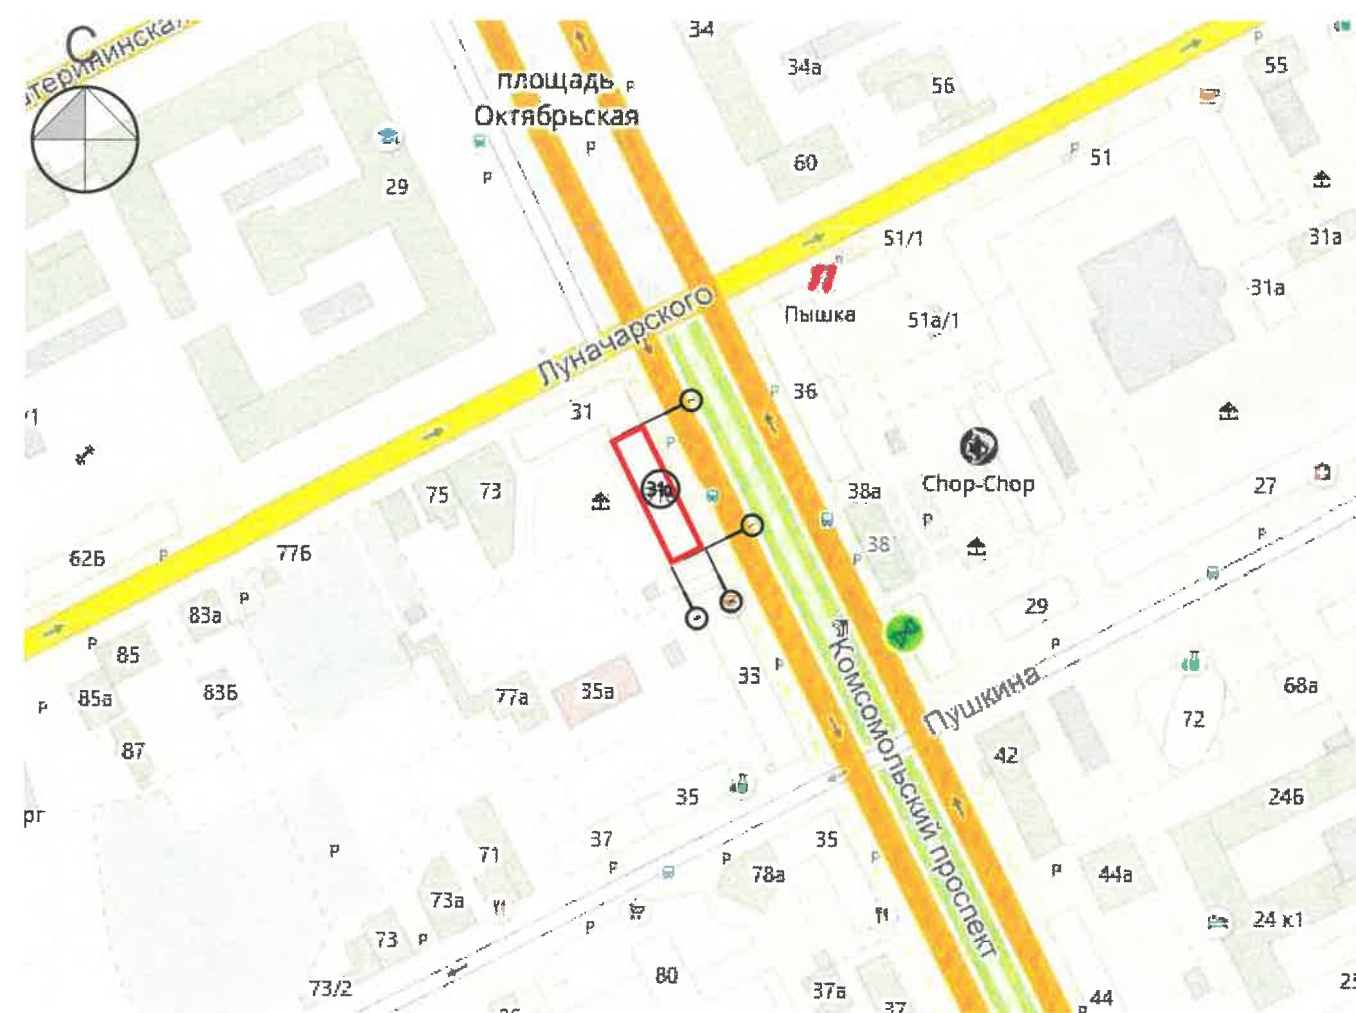 С
34
площадь
Октябрьская
P
34а
56
55
P
29
P
P
60
P
51
51/1
31а
31а
Луначарского
Пышка
51а/1
31
P
36
P
75
73
38а
Chop-Chop
27
P
P
62Б
P
77Б
38
P
83а
P
29
P
P
85
85а
83Б
P
77а
35а
33
P
Комсомольский проспект
Пушкина
68а
72
87
42
рг
35
24Б
37
35
P
71
P
P
P
78а
P
44а
73а
24 к1
73
P
P
73/2
80
37а
37
44
P